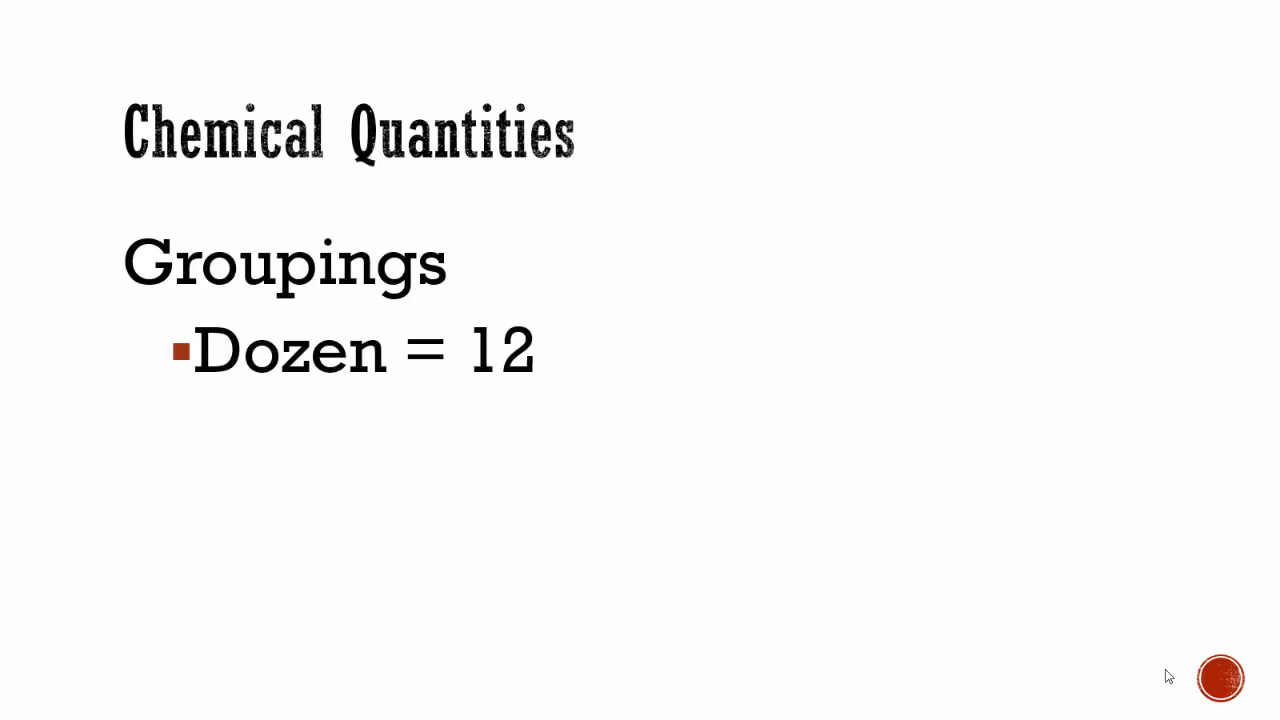 Chemical Quantities
Groupings
▪Dozen = 12